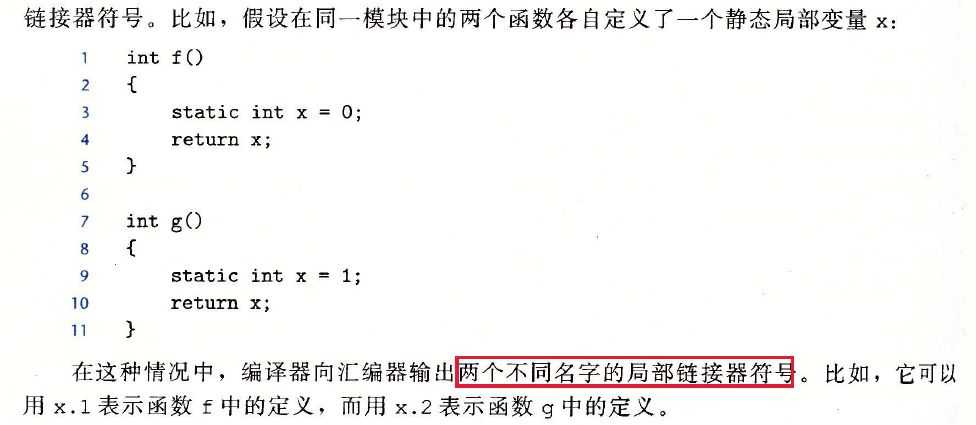 链接器符号。比如，假设在同一模块中的两个函数各自定义了一个静态局部变量 x：
1 int f()
2 {
3 static int x = 0;
4 return x;
5 }
6
7 int g()
8 {
9 static int x = 1;
10 return x;
11 }
在这种情况中，编译器向汇编器输出两个不同名字的局部链接器符号。比如，它可以
用 x.1 表示函数 f 中的定义，而用 x.2 表示函数 g 中的定义。